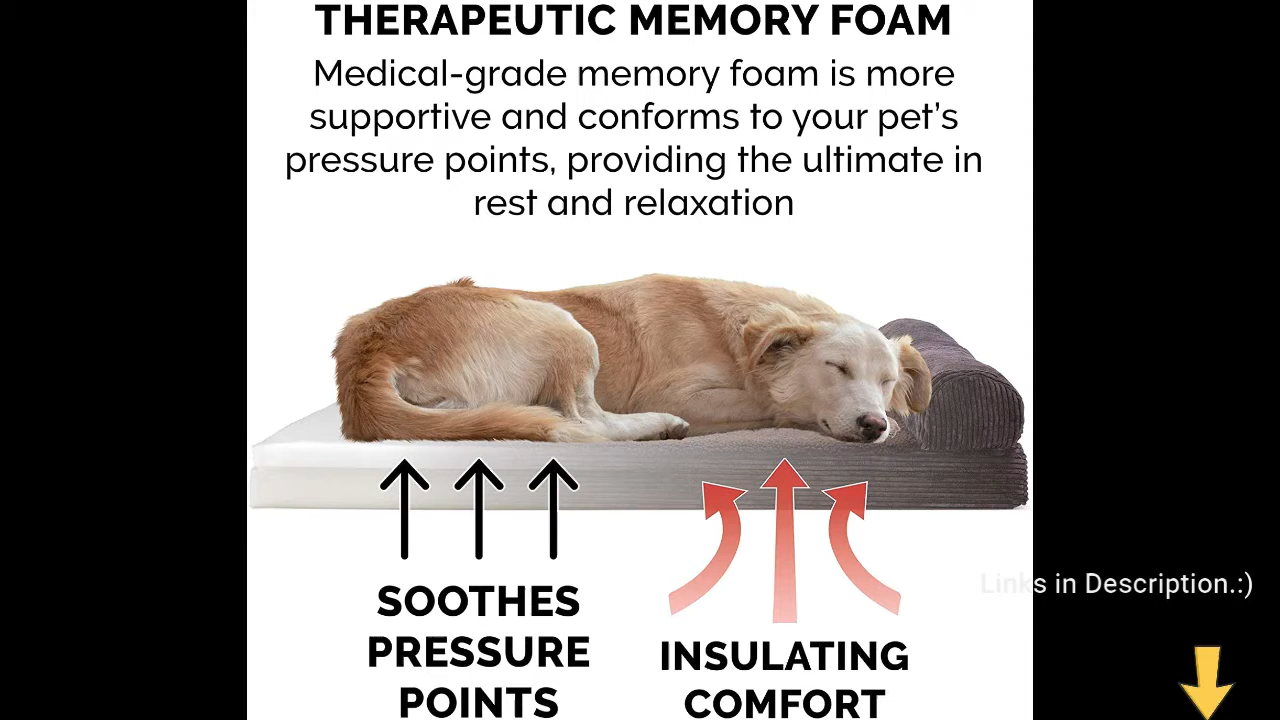 THERAPEUTIC MEMORY FOAM
Medical-grade memory foam is more
supportive and conforms to your pet's
pressure points, providing the ultimate in
rest and relaxation
SOOTHES
PRESSURE
POINTS
INSULATING
COMFORT
Links in Description.:)